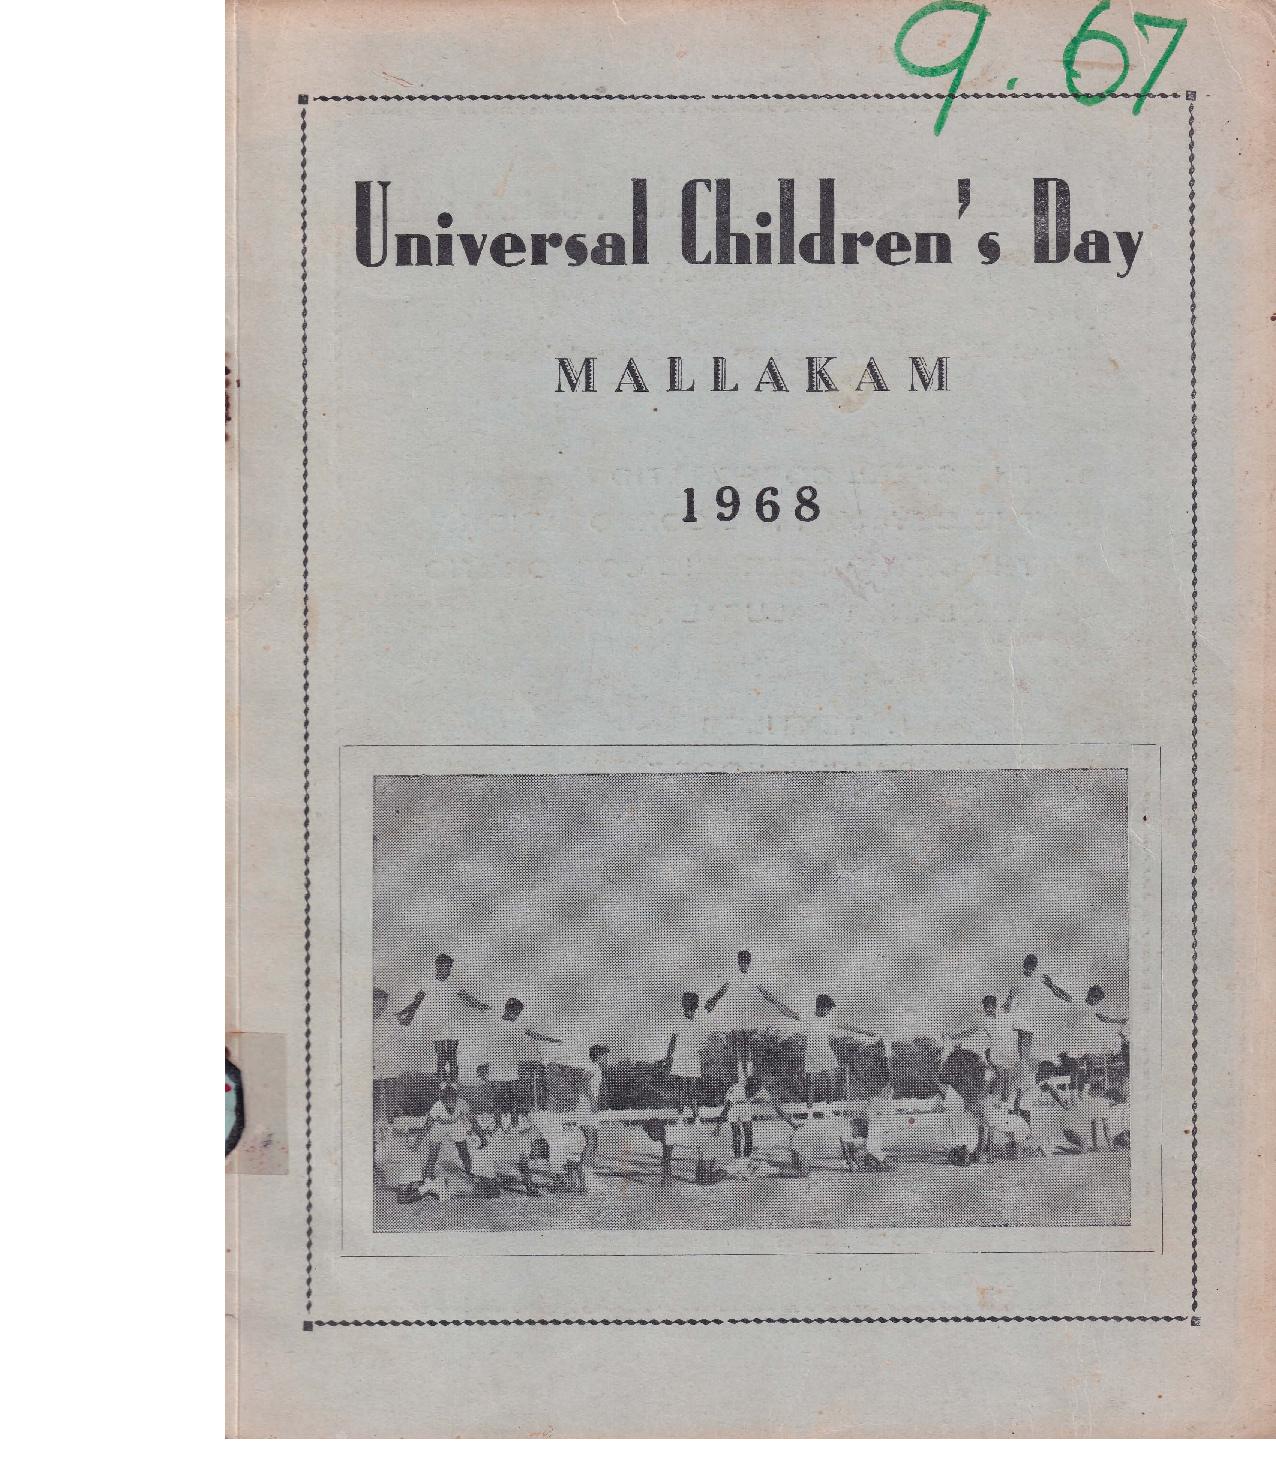 9.67
Universal Children's Day
MALLAKAM
1968